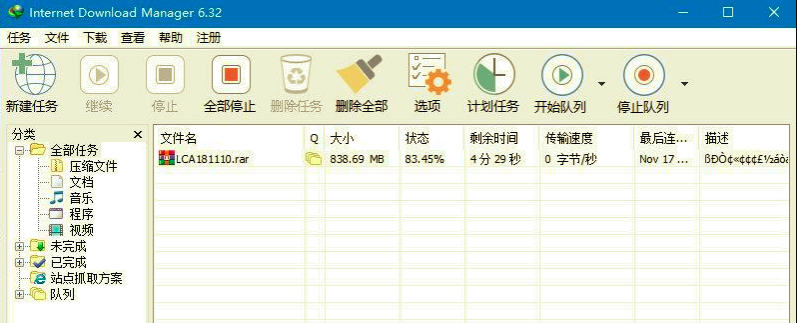 Internet Download Manager 6.32
任务 文件 下载 查看 帮助 注册
新建任务 继续 停止 全部停止 删除任务 删除全部 选项 计划任务 开始队列 停止队列
分类
全部任务
压缩文件
文档
音乐
程序
视频
未完成
已完成
站点抓取方案
队列
文件名 Q 大小 状态 剩余时间 传输速度 最后连... 描述
LCA181110.rar 838.69 MB 83.45% 4 分 29 秒 0 字节/秒 Nov 17 ...